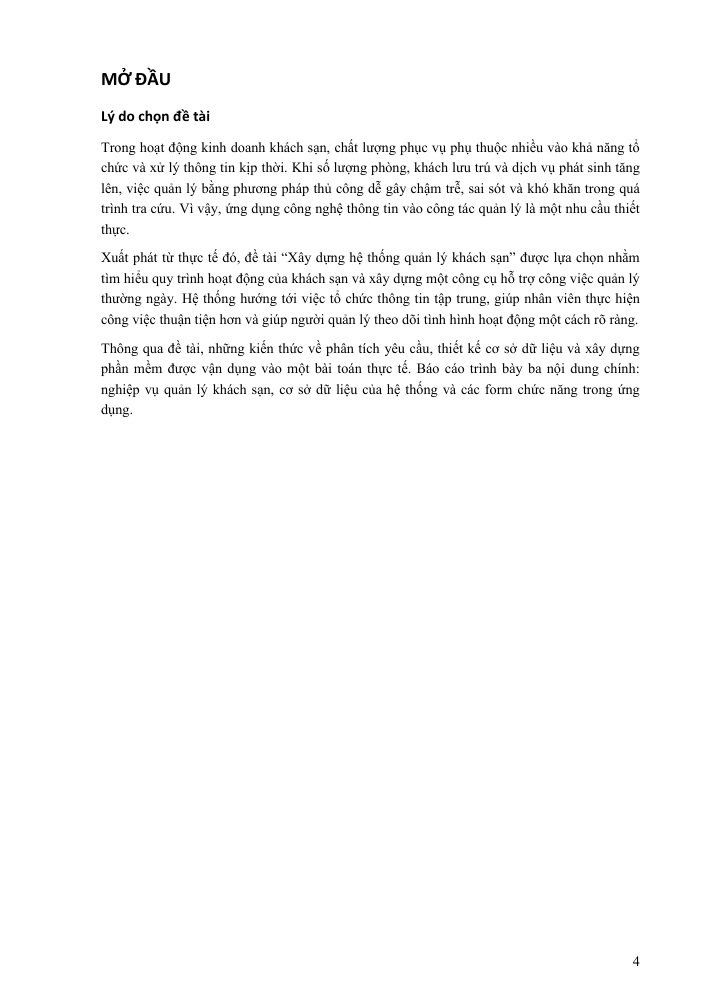 MỞ ĐẦU
Lý do chọn đề tài
Trong hoạt động kinh doanh khách sạn, chất lượng phục vụ phụ thuộc nhiều vào khả năng tổ
chức và xử lý thông tin kịp thời. Khi số lượng phòng, khách lưu trú và dịch vụ phát sinh tăng
lên, việc quản lý bằng phương pháp thủ công dễ gây chậm trễ, sai sót và khó khăn trong quá
trình tra cứu. Vì vậy, ứng dụng công nghệ thông tin vào công tác quản lý là một nhu cầu thiết
thực.
Xuất phát từ thực tế đó, đề tài “Xây dựng hệ thống quản lý khách sạn” được lựa chọn nhằm
tìm hiểu quy trình hoạt động của khách sạn và xây dựng một công cụ hỗ trợ công việc quản lý
thường ngày. Hệ thống hướng tới việc tổ chức thông tin tập trung, giúp nhân viên thực hiện
công việc thuận tiện hơn và giúp người quản lý theo dõi tình hình hoạt động một cách rõ ràng.
Thông qua đề tài, những kiến thức về phân tích yêu cầu, thiết kế cơ sở dữ liệu và xây dựng
phần mềm được vận dụng vào một bài toán thực tế. Báo cáo trình bày ba nội dung chính:
nghiệp vụ quản lý khách sạn, cơ sở dữ liệu của hệ thống và các form chức năng trong ứng
dụng.
4